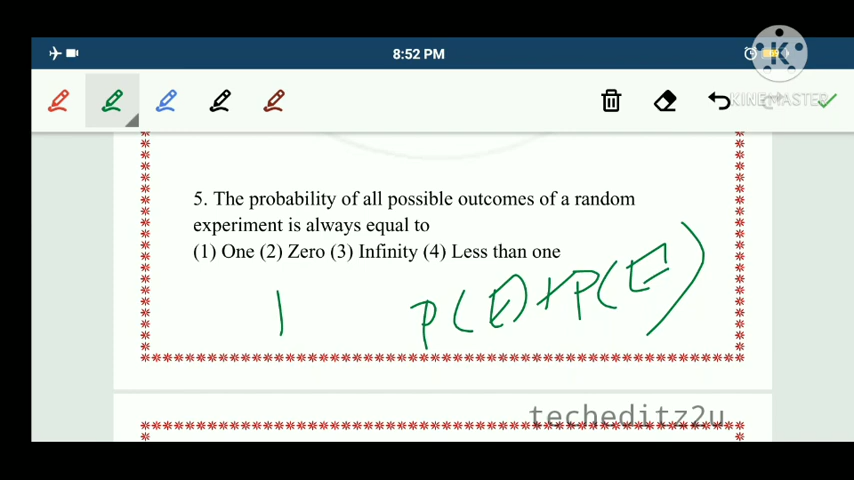 8:52 PM
KINEMASTER
5. The probability of all possible outcomes of a random
experiment is always equal to
(1) One (2) Zero (3) Infinity (4) Less than one
1 P(E)+P(E)
techeditz2u